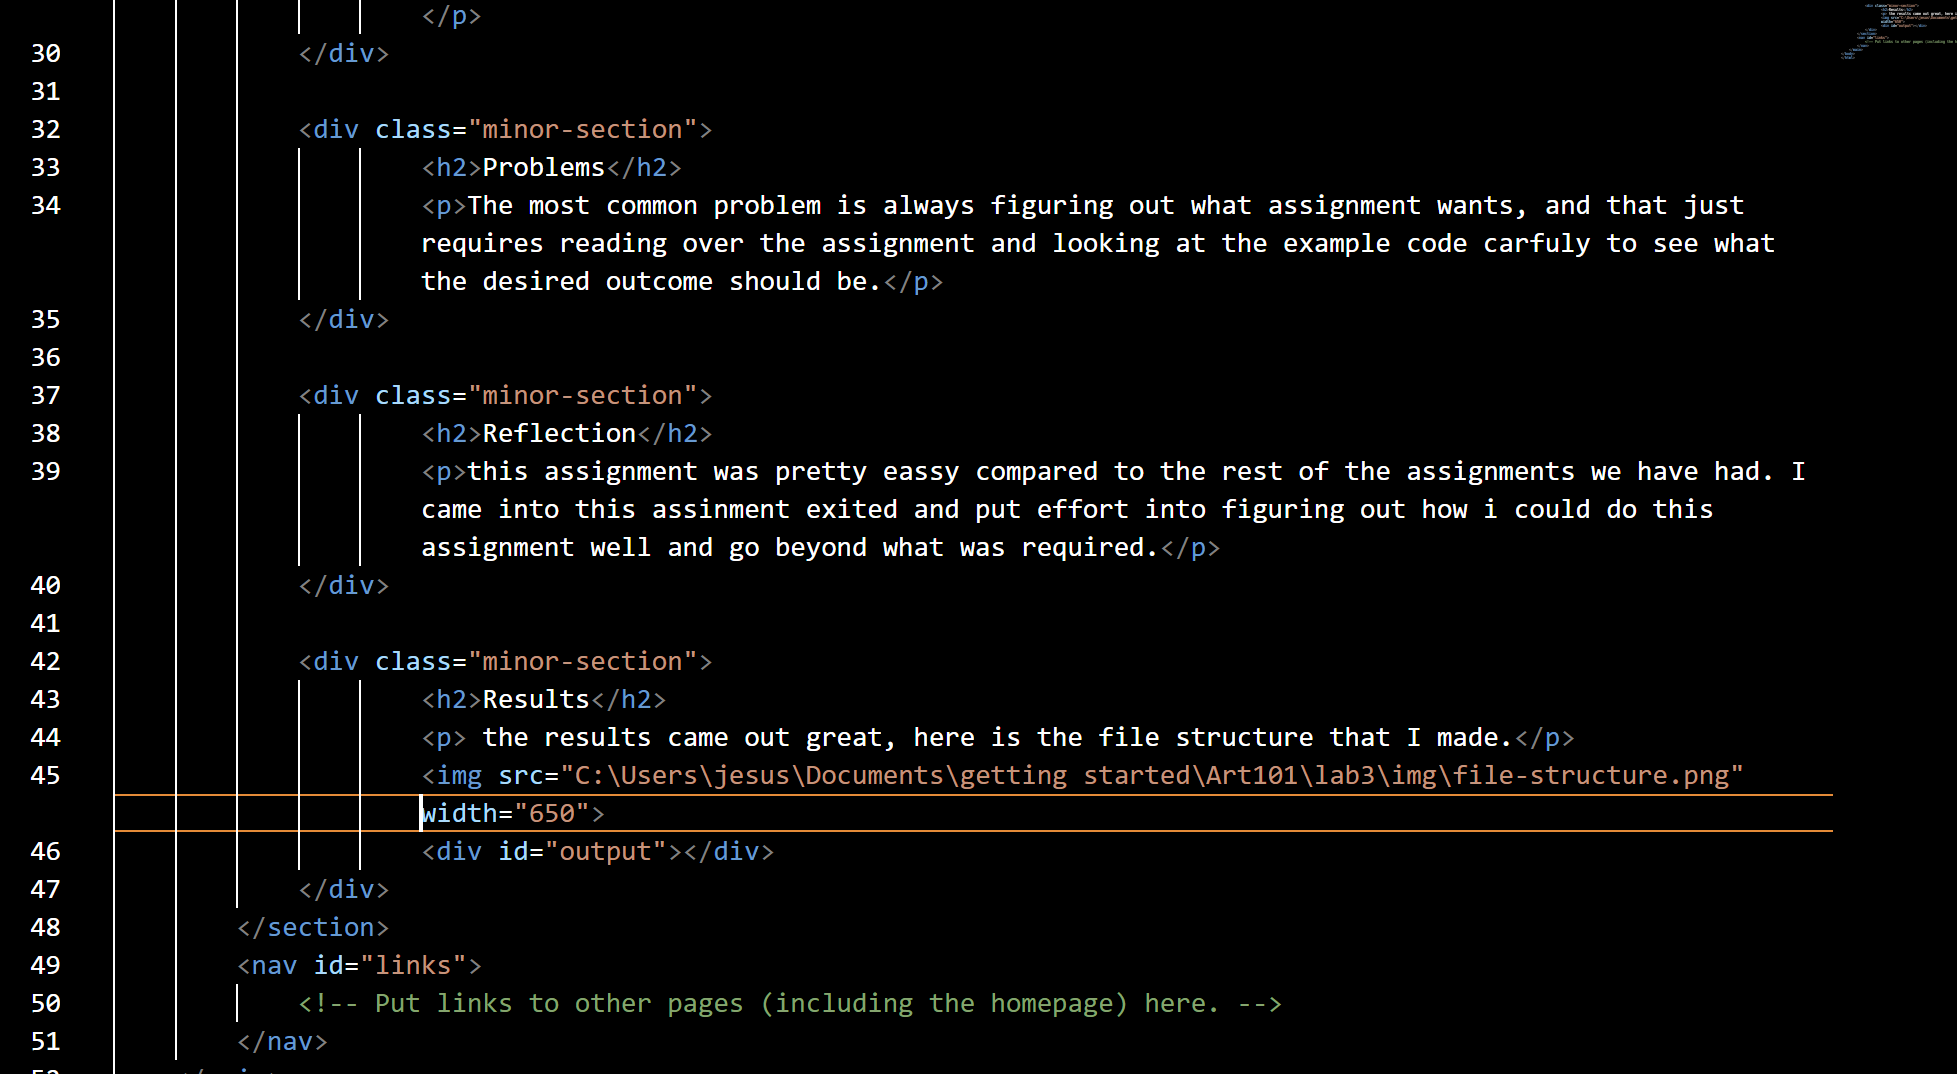 </p>
30 </div>
31
32 <div class="minor-section">
33 <h2>Problems</h2>
34 <p>The most common problem is always figuring out what assignment wants, and that just
requires reading over the assignment and looking at the example code carfuly to see what
the desired outcome should be.</p>
35 </div>
36
37 <div class="minor-section">
38 <h2>Reflection</h2>
39 <p>this assignment was pretty eassy compared to the rest of the assignments we have had. I
came into this assinment exited and put effort into figuring out how i could do this
assignment well and go beyond what was required.</p>
40 </div>
41
42 <div class="minor-section">
43 <h2>Results</h2>
44 <p> the results came out great, here is the file structure that I made.</p>
45 <img src="C:\Users\jesus\Documents\getting started\Art101\lab3\img\file-structure.png"
width="650">
46 <div id="output"></div>
47 </div>
48 </section>
49 <nav id="links">
50 <!-- Put links to other pages (including the homepage) here. -->
51 </nav>